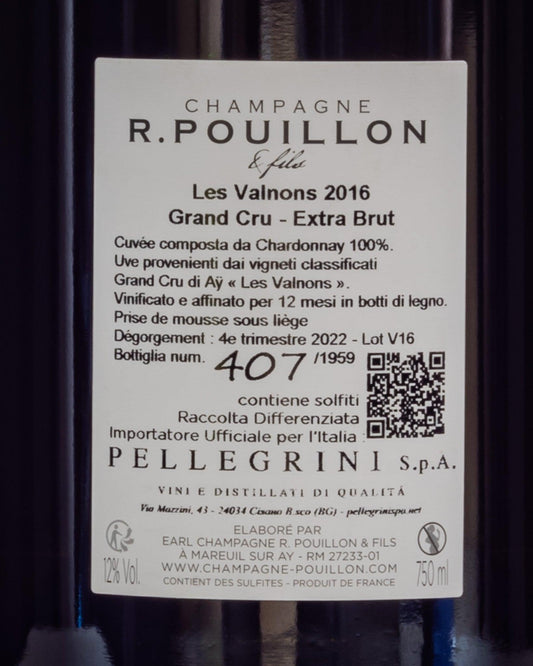 CHAMPAGNE
R.POUILLON
& fils
Les Valnons 2016
Grand Cru - Extra Brut
Cuvée composta da Chardonnay 100%.
Uve provenienti dai vigneti classificati
Grand Cru di Aÿ « Les Valnons ».
Vinificato e affinato per 12 mesi in botti di legno.
Prise de mousse sous liège
Dégorgement : 4e trimestre 2022 - Lot V16
Bottiglia num. 407 /1959
contiene solfiti
Raccolta Differenziata
Importatore Ufficiale per l'Italia :
PELLEGRINI S.p.A.
VINI E DISTILLATI DI QUALITÁ
Via Mazzini, 43 - 24034 Cisano B.sco (BG) - pellegrinispa.net
ELABORÉ PAR
EARL CHAMPAGNE R. POUILLON & FILS
À MAREUIL SUR AY - RM 27233-01
WWW.CHAMPAGNE-POUILLON.COM
CONTIENT DES SULFITES - PRODUIT DE FRANCE
12% Vol.
750 ml